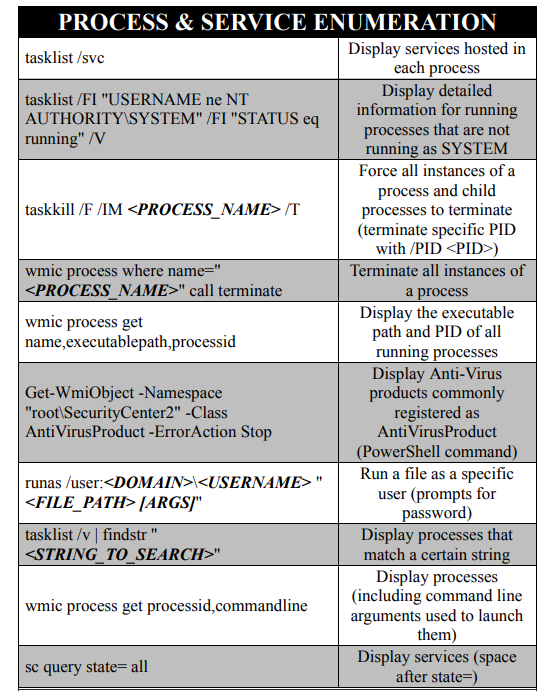 PROCESS & SERVICE ENUMERATION
tasklist /svc
Display services hosted in
each process
tasklist /FI "USERNAME ne NT
AUTHORITY\SYSTEM" /FI "STATUS eq
running" /V
Display detailed
information for running
processes that are not
running as SYSTEM
taskkill /F /IM <PROCESS_NAME> /T
Force all instances of a
process and child
processes to terminate
(terminate specific PID
with /PID <PID>)
wmic process where name="
<PROCESS_NAME>" call terminate
Terminate all instances of
a process
wmic process get
name,executablepath,processid
Display the executable
path and PID of all
running processes
Get-WmiObject -Namespace
"root\SecurityCenter2" -Class
AntiVirusProduct -ErrorAction Stop
Display Anti-Virus
products commonly
registered as
AntiVirusProduct
(PowerShell command)
runas /user:<DOMAIN>\<USERNAME> "
<FILE_PATH> [ARGS]"
Run a file as a specific
user (prompts for
password)
tasklist /v | findstr "
<STRING_TO_SEARCH>"
Display processes that
match a certain string
wmic process get processid,commandline
Display processes
(including command line
arguments used to launch
them)
sc query state= all
Display services (space
after state=)